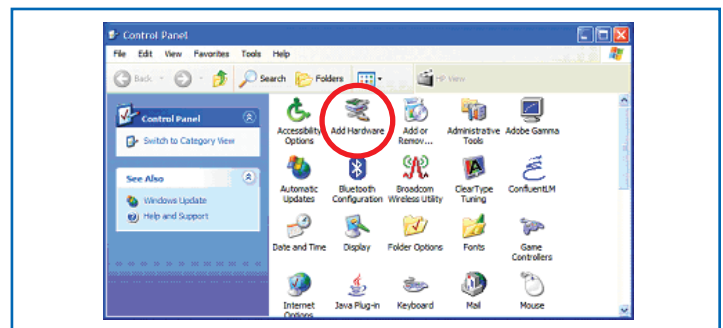 Control Panel
File Edit View Favorites Tools Help
Back Search Folders HP View
Control Panel
Switch to Category View
See Also
Windows Update
Help and Support
Accessibility Options
Add Hardware
Add or Remov...
Administrative Tools
Adobe Gamma
Automatic Updates
Bluetooth Configuration
Broadcom Wireless Utility
ClearType Tuning
ConfluentLM
Date and Time
Display
Folder Options
Fonts
Game Controllers
Internet Options
Java Plug-in
Keyboard
Mail
Mouse